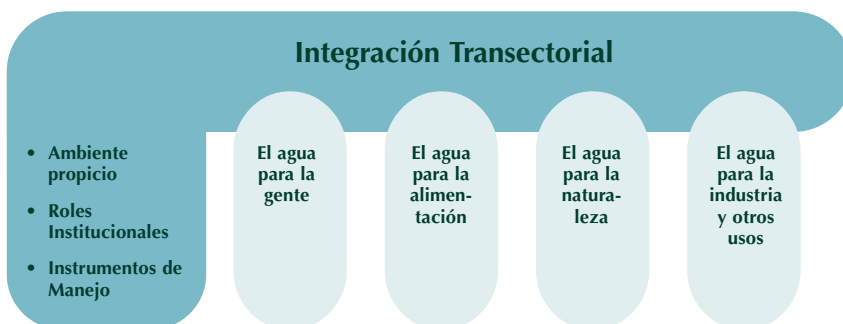 Integración Transectorial
• Ambiente
propicio
• Roles
Institucionales
• Instrumentos de
Manejo
El agua
para la
gente
El agua
para la
alimen-
tación
El agua
para la
natura-
leza
El agua
para la
industria
y otros
usos